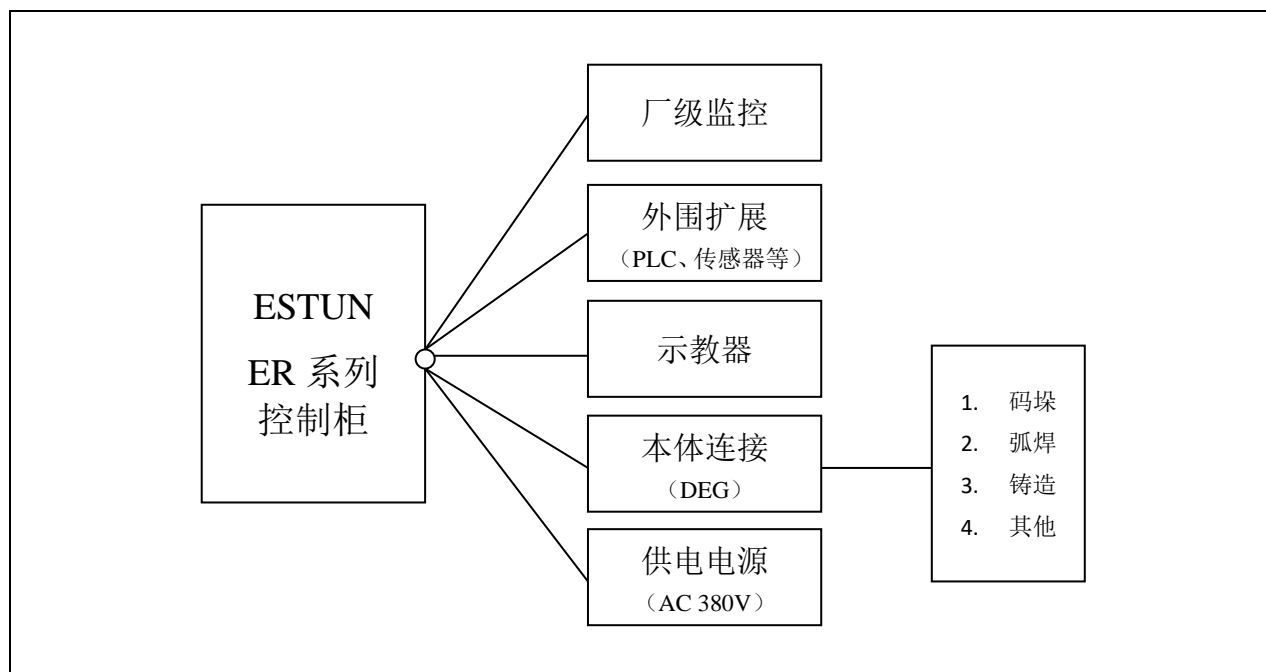 厂级监控
外围扩展
（PLC、传感器等）
ESTUN
ER 系列
控制柜
示教器
本体连接
（DEG）
供电电源
（AC 380V）
1. 码垛
2. 弧焊
3. 铸造
4. 其他